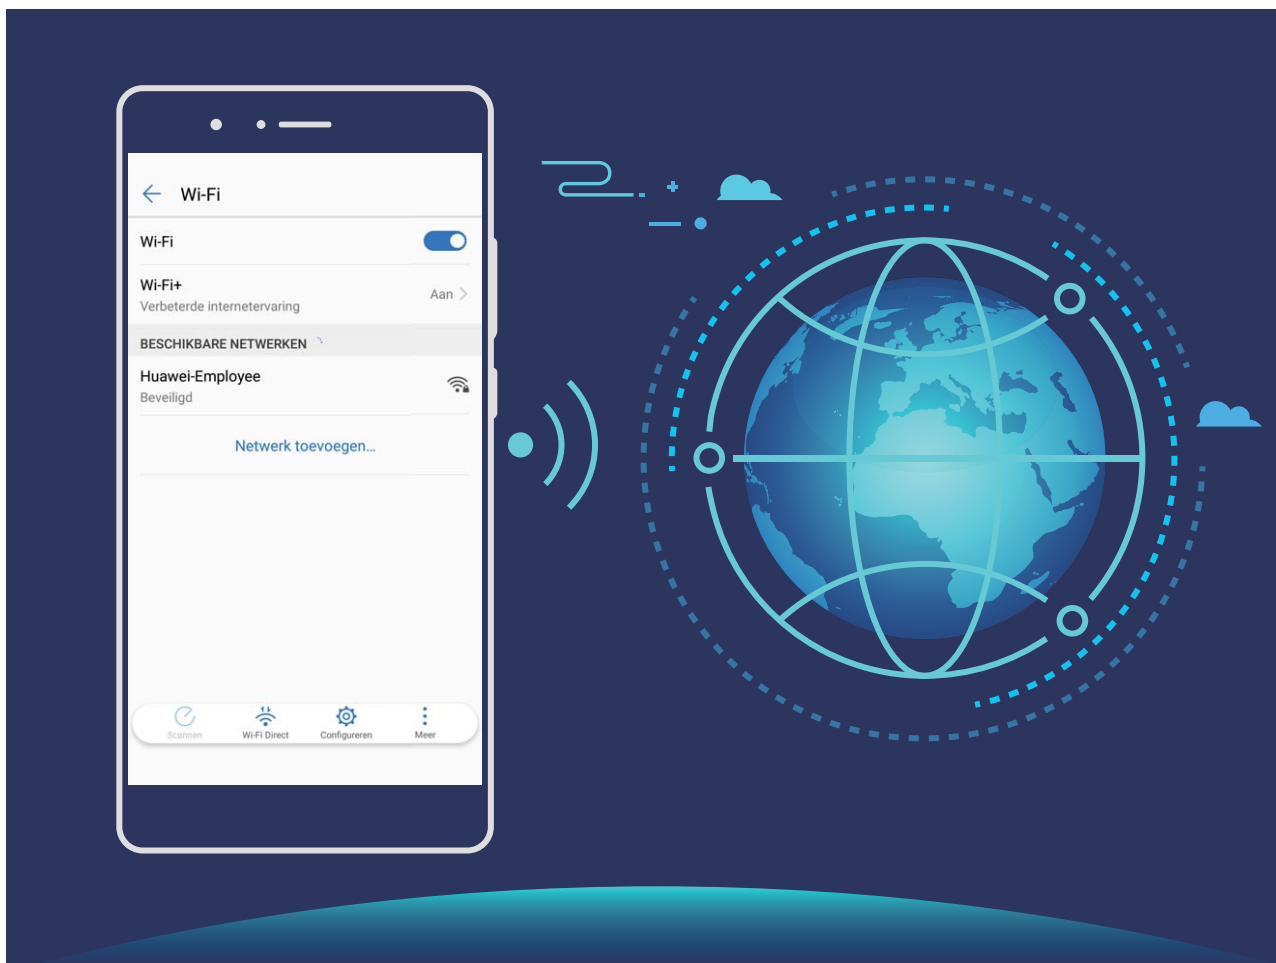 Wi-Fi
Wi-Fi
Wi-Fi+
Verbeterde internetervaring
Aan
BESCHIKBARE NETWERKEN
Huawei-Employee
Beveiligd
Netwerk toevoegen...
Scannen Wi-Fi Direct Configureren Meer